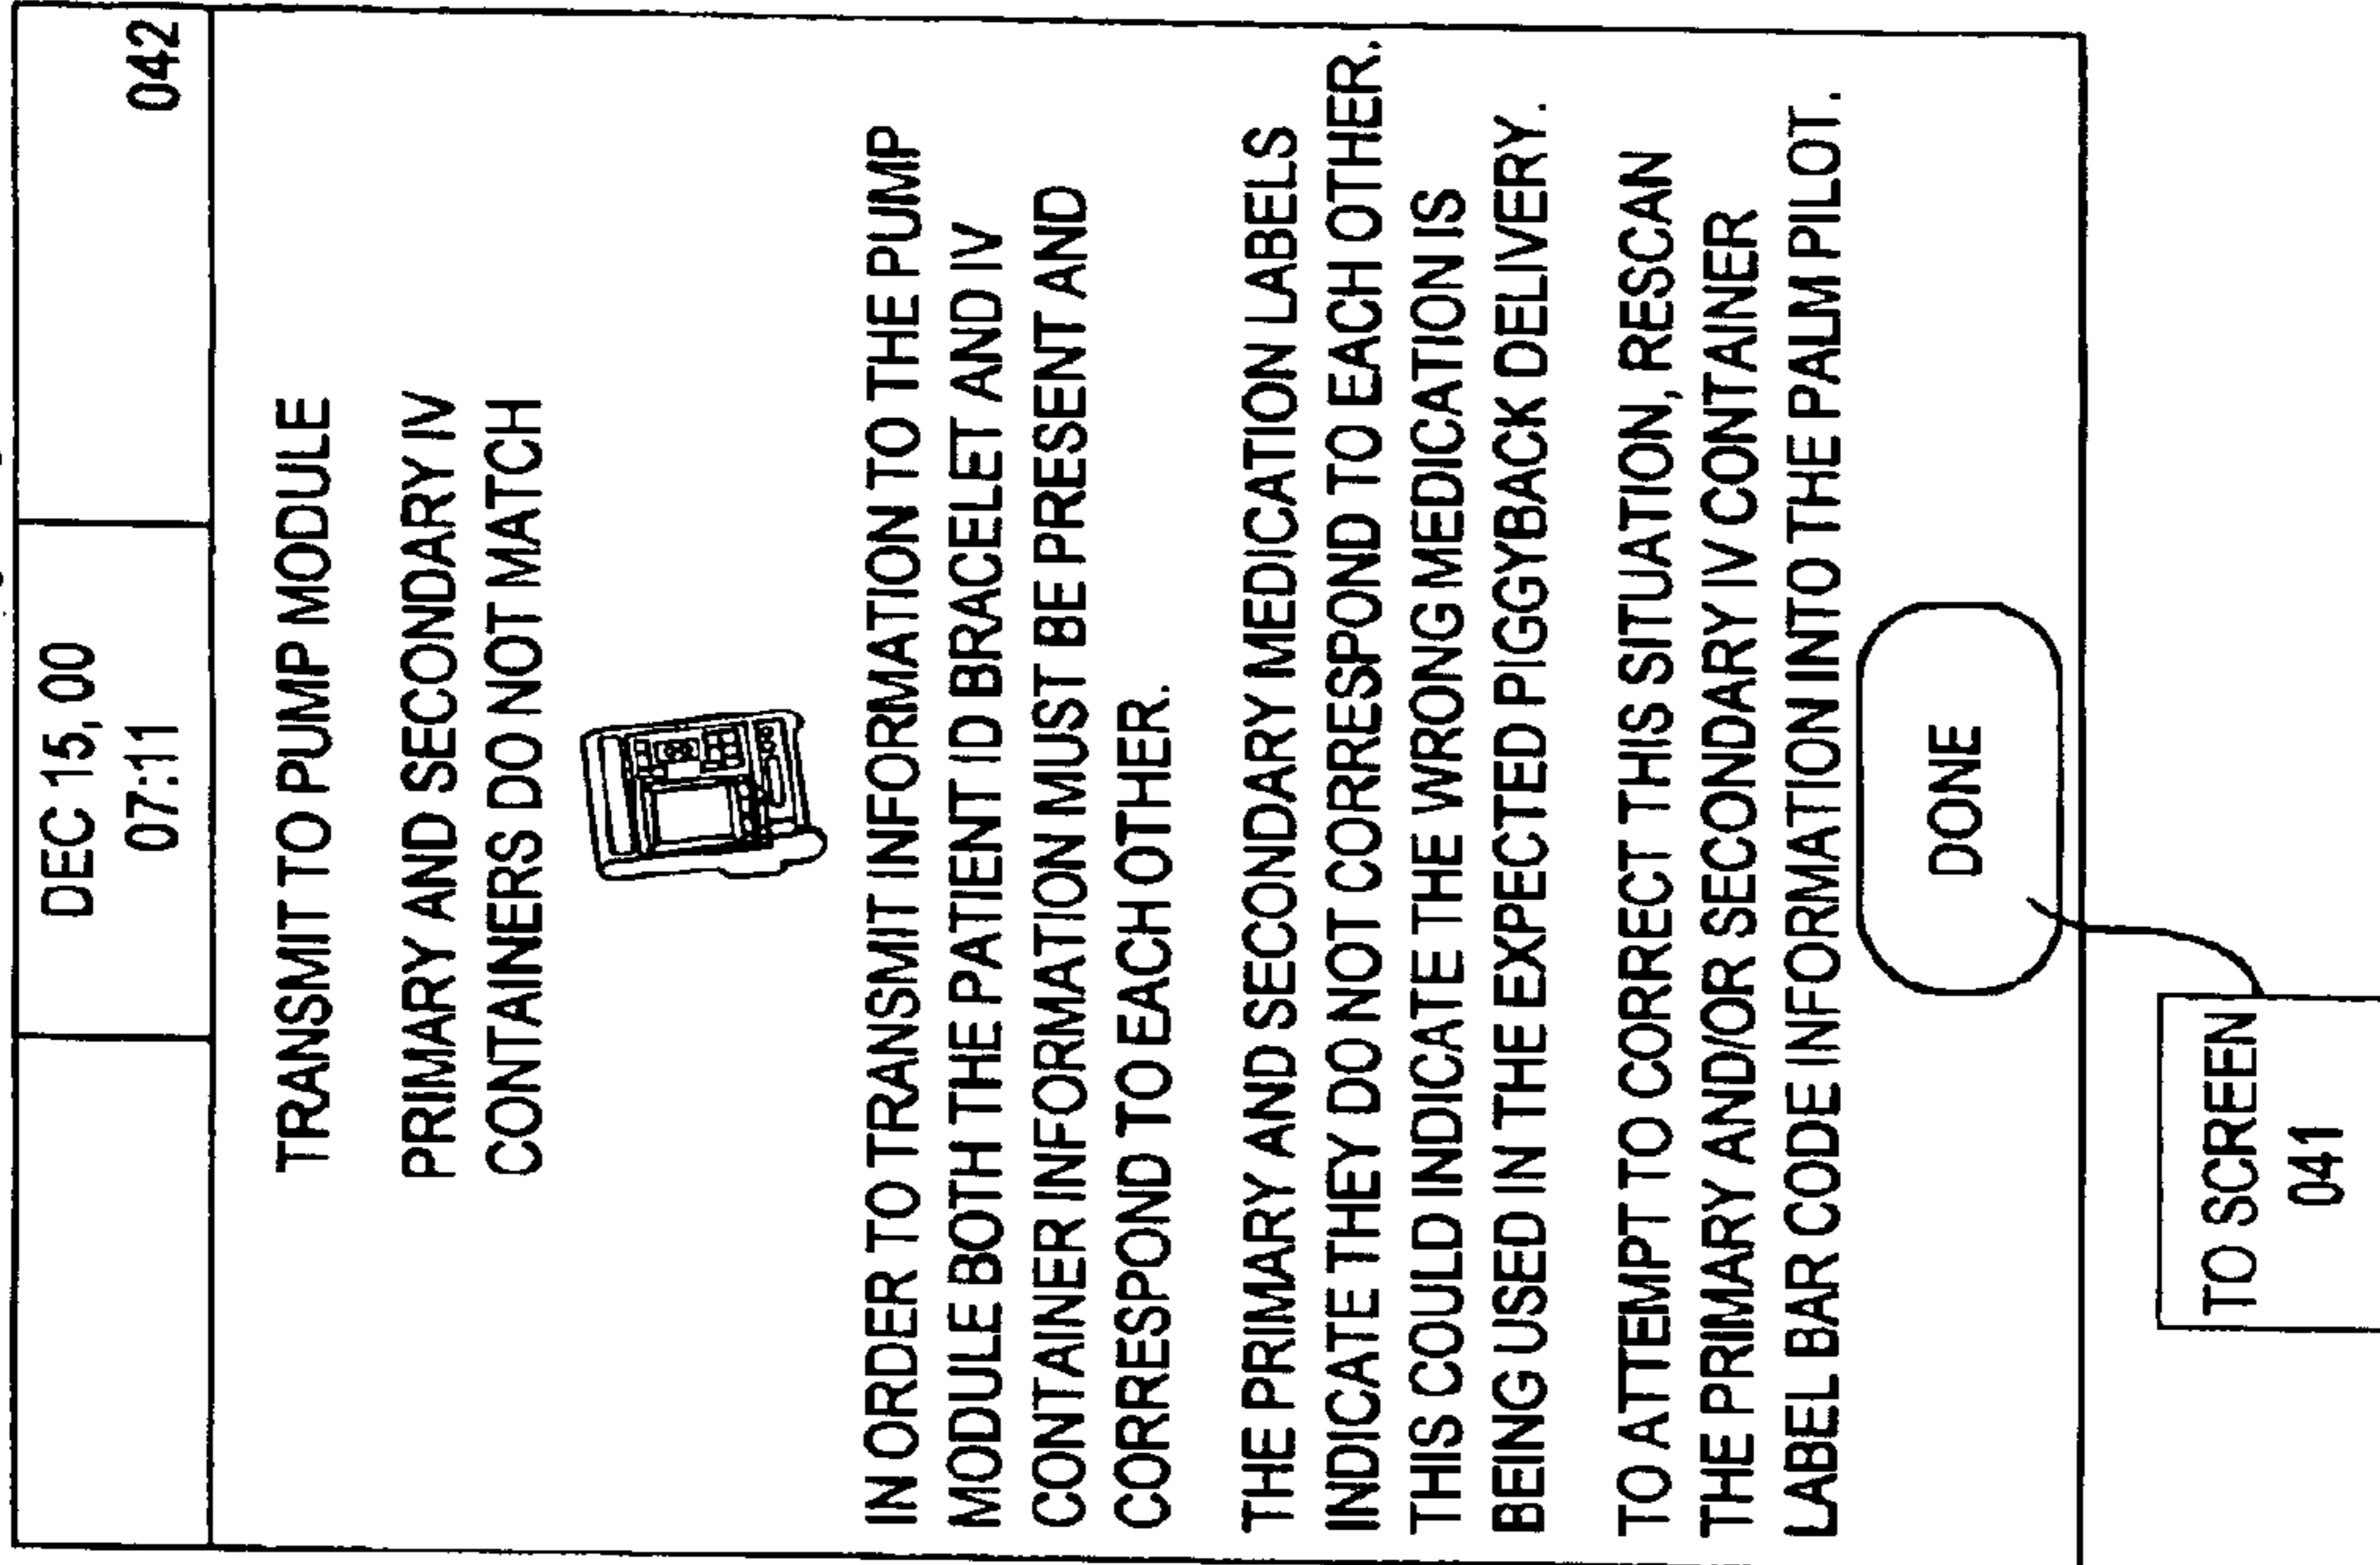 DEC 15, 00
07:11
042
TRANSMIT TO PUMP MODULE
PRIMARY AND SECONDARY IV
CONTAINERS DO NOT MATCH
IN ORDER TO TRANSMIT INFORMATION TO THE PUMP
MODULE BOTH THE PATIENT ID BRACELET AND IV
CONTAINER INFORMATION MUST BE PRESENT AND
CORRESPOND TO EACH OTHER.
THE PRIMARY AND SECONDARY MEDICATION LABELS
INDICATE THEY DO NOT CORRESPOND TO EACH OTHER.
THIS COULD INDICATE THE WRONG MEDICATION IS
BEING USED IN THE EXPECTED PIGGYBACK DELIVERY.
TO ATTEMPT TO CORRECT THIS SITUATION, RESCAN
THE PRIMARY AND/OR SECONDARY IV CONTAINER
LABEL BAR CODE INFORMATION INTO THE PALM PILOT.
DONE
TO SCREEN
041